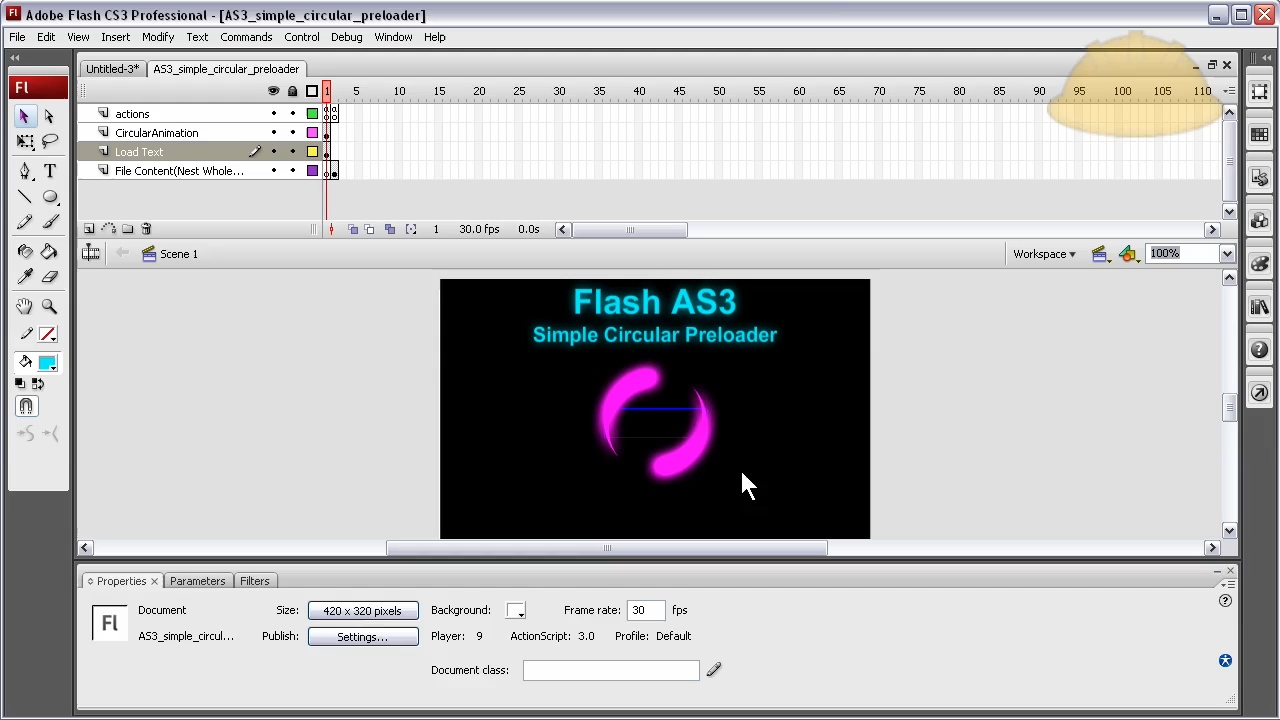 Adobe Flash CS3 Professional - [AS3_simple_circular_preloader]
File Edit View Insert Modify Text Commands Control Debug Window Help
Untitled-3* AS3_simple_circular_preloader
Fl
1 5 10 15 20 25 30 35 40 45 50 55 60 65 70 75 80 85 90 95 100 105 110
actions
CircularAnimation
Load Text
File Content(Nest Whole...
1 30.0 fps 0.0s
Scene 1 Workspace 100%
Flash AS3
Simple Circular Preloader
Properties Parameters Filters
Fl Document Size: 420 x 320 pixels Background: Frame rate: 30 fps
AS3_simple_circul... Publish: Settings... Player: 9 ActionScript: 3.0 Profile: Default
Document class: